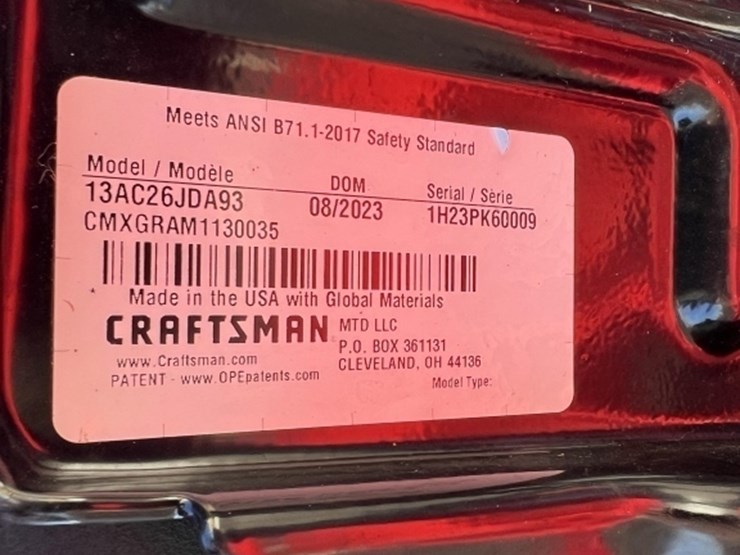 Meets ANSI B71.1-2017 Safety Standard
Model / Modèle DOM Serial / Série
13AC26JDA93 08/2023 1H23PK60009
CMXGRAM1130035
Made in the USA with Global Materials
CRAFTSMAN MTD LLC
P.O. BOX 361131
www.Craftsman.com CLEVELAND, OH 44136
PATENT - www.OPEpatents.com Model Type: